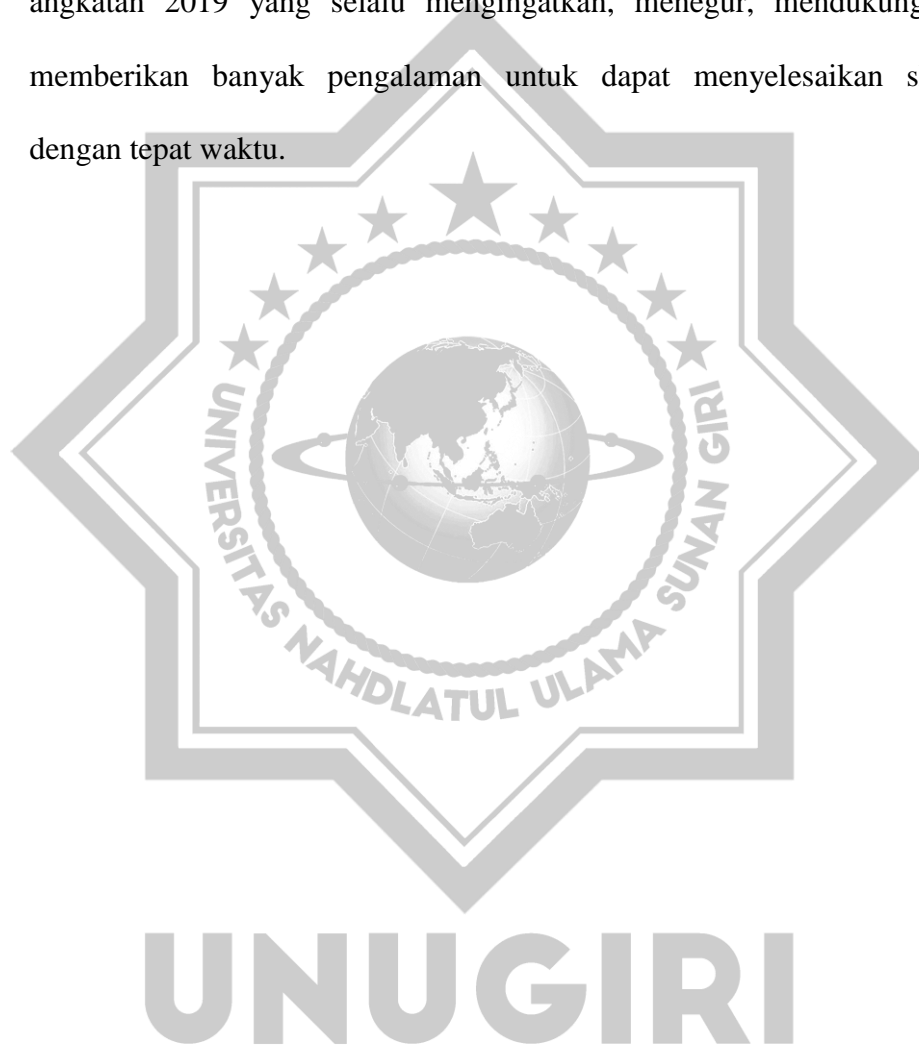 angkatan 2019 yang selalu mengingatkan, menegur, mendukung
memberikan banyak pengalaman untuk dapat menyelesaikan s
dengan tepat waktu.
UNIVERSITAS NAHDLATUL ULAMA SUNAN GIRI
UNUGIRI